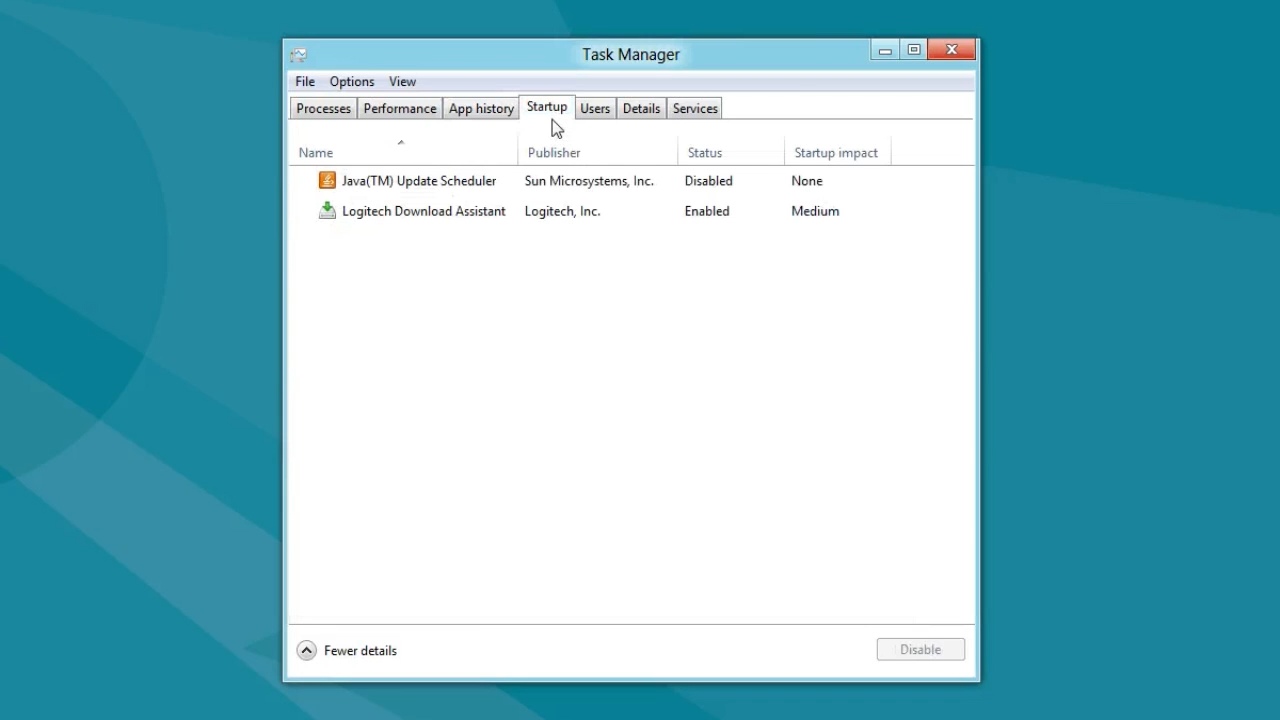 Task Manager
File Options View
Processes Performance App history Startup Users Details Services
Name Publisher Status Startup impact
Java(TM) Update Scheduler Sun Microsystems, Inc. Disabled None
Logitech Download Assistant Logitech, Inc. Enabled Medium
Fewer details Disable